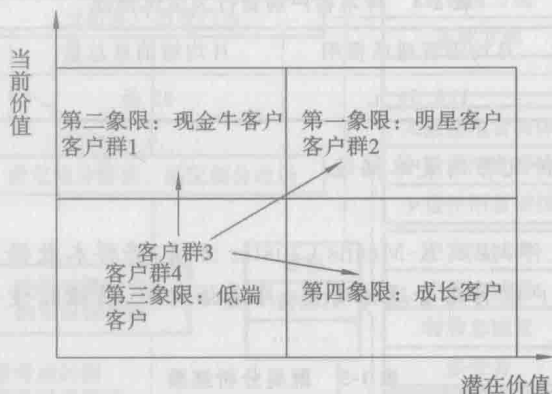 当前价值
第二象限：现金牛客户
客户群1
第一象限：明星客户
客户群2
客户群3
客户群4
第三象限：低端
客户
第四象限：成长客户
潜在价值